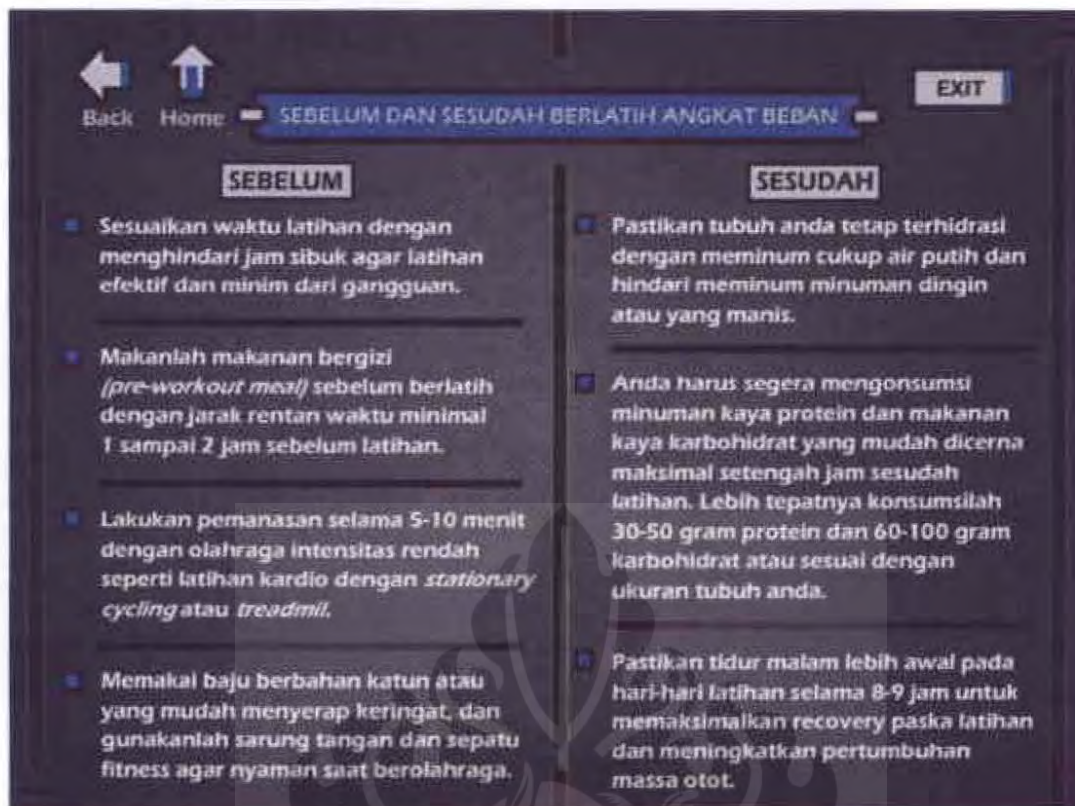 Back
Home
SEBELUM DAN SESUDAH BERLATIH ANGKAT BEBAN
EXIT
SEBELUM
Sesuaikan waktu latihan dengan
menghindari jam sibuk agar latihan
efektif dan minim dari gangguan.
Makanlah makanan bergizi
(pre-workout meal) sebelum berlatih
dengan jarak rentan waktu minimal
1 sampai 2 jam sebelum latihan.
Lakukan pemanasan selama 5-10 menit
dengan olahraga intensitas rendah
seperti latihan kardio dengan stationary
cycling atau treadmil.
Memakai baju berbahan katun atau
yang mudah menyerap keringat, dan
gunakanlah sarung tangan dan sepatu
fitness agar nyaman saat berolahraga.
SESUDAH
Pastikan tubuh anda tetap terhidrasi
dengan meminum cukup air putih dan
hindari meminum minuman dingin
atau yang manis.
Anda harus segera mengonsumsi
minuman kaya protein dan makanan
kaya karbohidrat yang mudah dicerna
maksimal setengah jam sesudah
latihan. Lebih tepatnya konsumsilah
30-50 gram protein dan 60-100 gram
karbohidrat atau sesuai dengan
ukuran tubuh anda.
Pastikan tidur malam lebih awal pada
hari-hari latihan selama 8-9 jam untuk
memaksimalkan recovery paska latihan
dan meningkatkan pertumbuhan
massa otot.